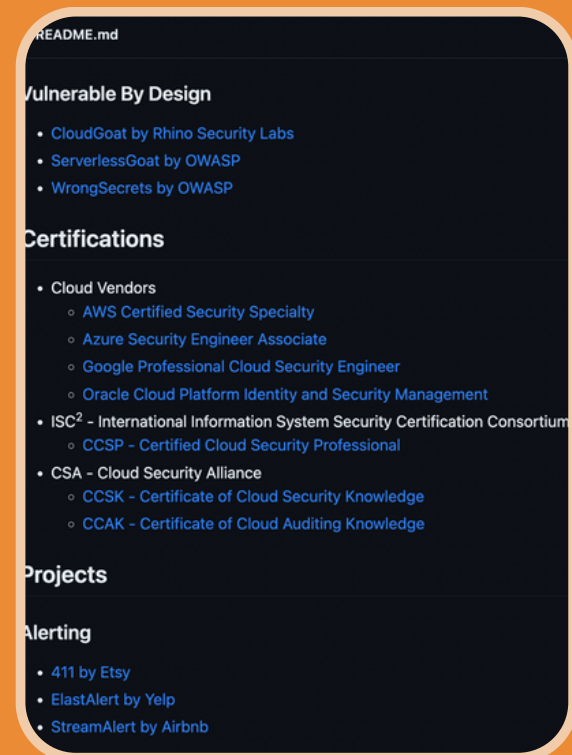 README.md
Vulnerable By Design
CloudGoat by Rhino Security Labs
ServerlessGoat by OWASP
WrongSecrets by OWASP
Certifications
Cloud Vendors
AWS Certified Security Specialty
Azure Security Engineer Associate
Google Professional Cloud Security Engineer
Oracle Cloud Platform Identity and Security Management
ISC² - International Information System Security Certification Consortium
CCSP - Certified Cloud Security Professional
CSA - Cloud Security Alliance
CCSK - Certificate of Cloud Security Knowledge
CCAK - Certificate of Cloud Auditing Knowledge
Projects
Alerting
411 by Etsy
ElastAlert by Yelp
StreamAlert by Airbnb